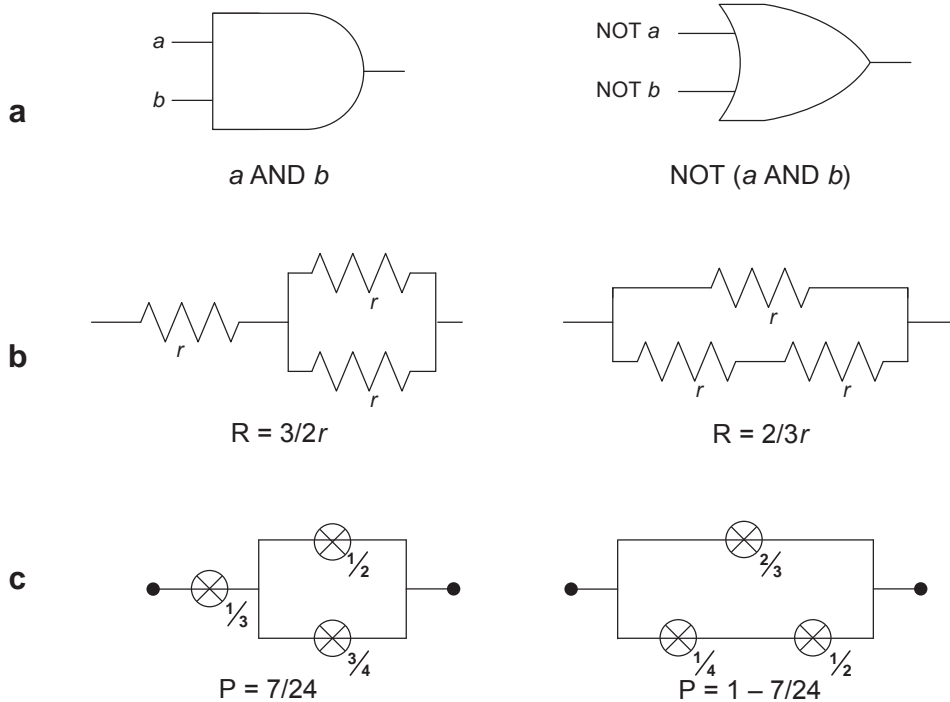 a
a
b
a AND b
NOT a
NOT b
NOT (a AND b)
b
r
r
r
R = 3/2r
r
r
r
R = 2/3r
c
1/3
1/2
3/4
P = 7/24
2/3
1/4
1/2
P = 1 – 7/24